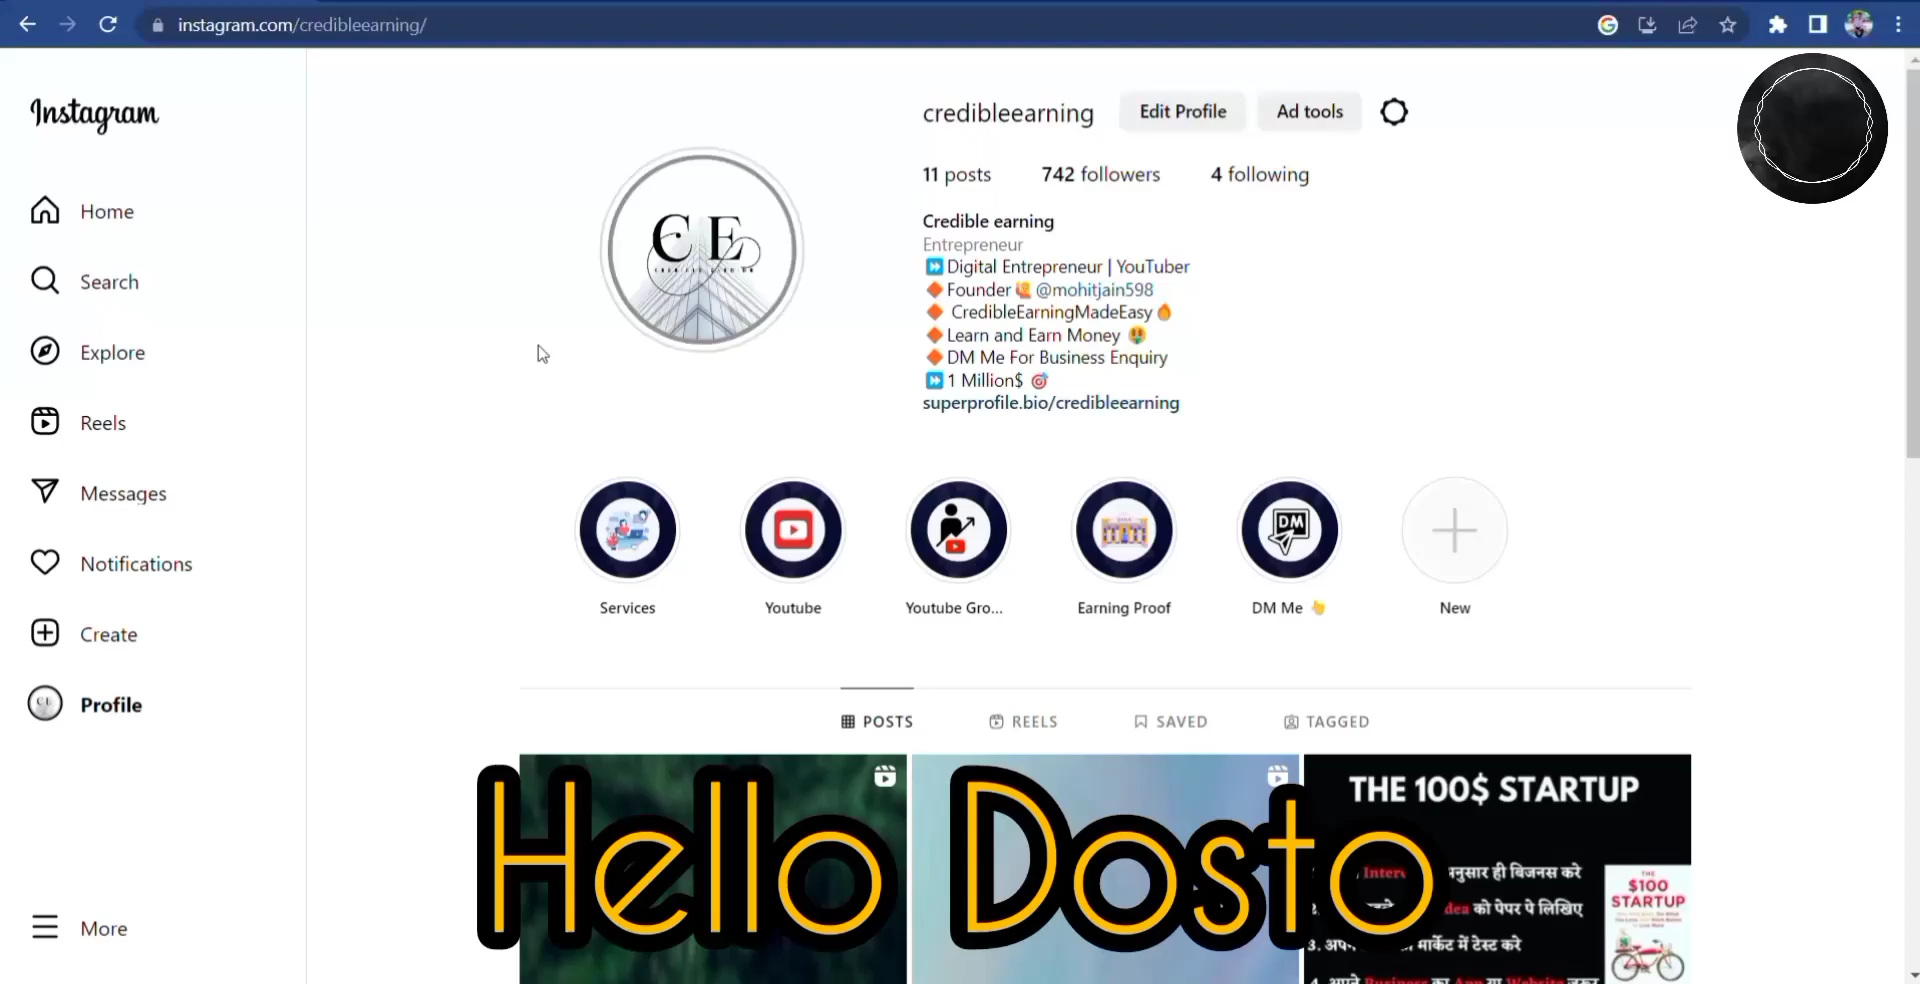 instagram.com/credibleearning/
Instagram
Home
Search
Explore
Reels
Messages
Notifications
Create
Profile
More
credibleearning
Edit Profile
Ad tools
11 posts
742 followers
4 following
Credible earning
Entrepreneur
⏩Digital Entrepreneur | YouTuber
🔶Founder @mohitjain598
🔶 CredibleEarningMadeEasy🔥
🔶Learn and Earn Money 🤑
🔶DM Me For Business Enquiry
⏩1 Million$ 🎯
superprofile.bio/credibleearning
C E
DM
Services
Youtube
Youtube Gro...
Earning Proof
DM Me 👆
New
POSTS
REELS
SAVED
TAGGED
Hello Dosto
THE 100$ STARTUP
अनुसार ही बिजनस करे
को पेपर पे लिखिए
मार्केट में टेस्ट करे
THE
$100
STARTUP